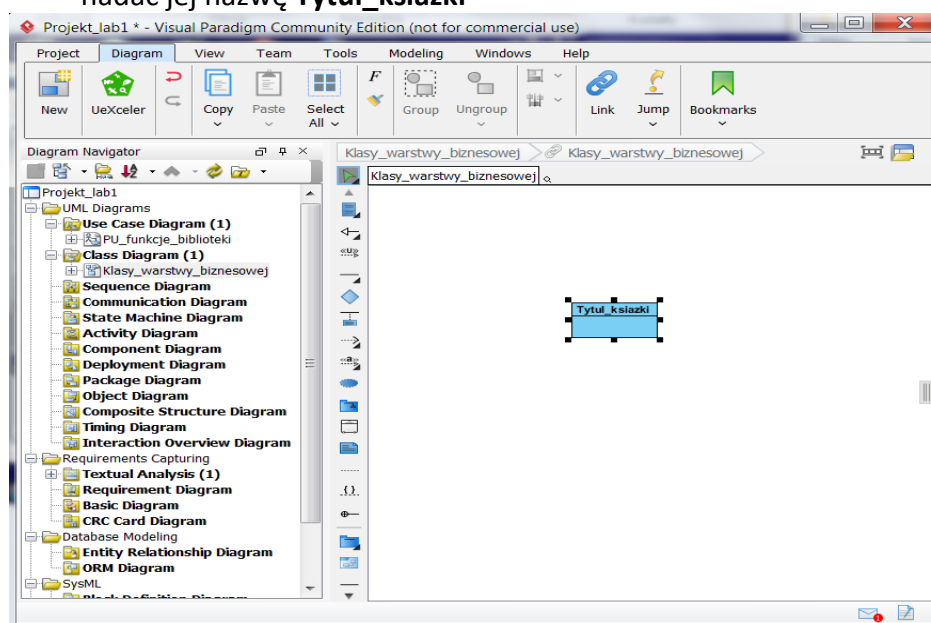 nadać jej nazwę Tytul_ksiazki
Projekt_lab1 * - Visual Paradigm Community Edition (not for commercial use)
Project Diagram View Team Tools Modeling Windows Help
New UeXceler Copy Paste Select All Group Ungroup Link Jump Bookmarks
Diagram Navigator
Klasy_warstwy_biznesowej Klasy_warstwy_biznesowej
Klasy_warstwy_biznesowej
Projekt_lab1
UML Diagrams
Use Case Diagram (1)
PU_funkcje_biblioteki
Class Diagram (1)
Klasy_warstwy_biznesowej
Sequence Diagram
Communication Diagram
State Machine Diagram
Activity Diagram
Component Diagram
Deployment Diagram
Package Diagram
Object Diagram
Composite Structure Diagram
Timing Diagram
Interaction Overview Diagram
Requirements Capturing
Textual Analysis (1)
Requirement Diagram
Basic Diagram
CRC Card Diagram
Database Modeling
Entity Relationship Diagram
ORM Diagram
SysML
Tytul_ksiazki